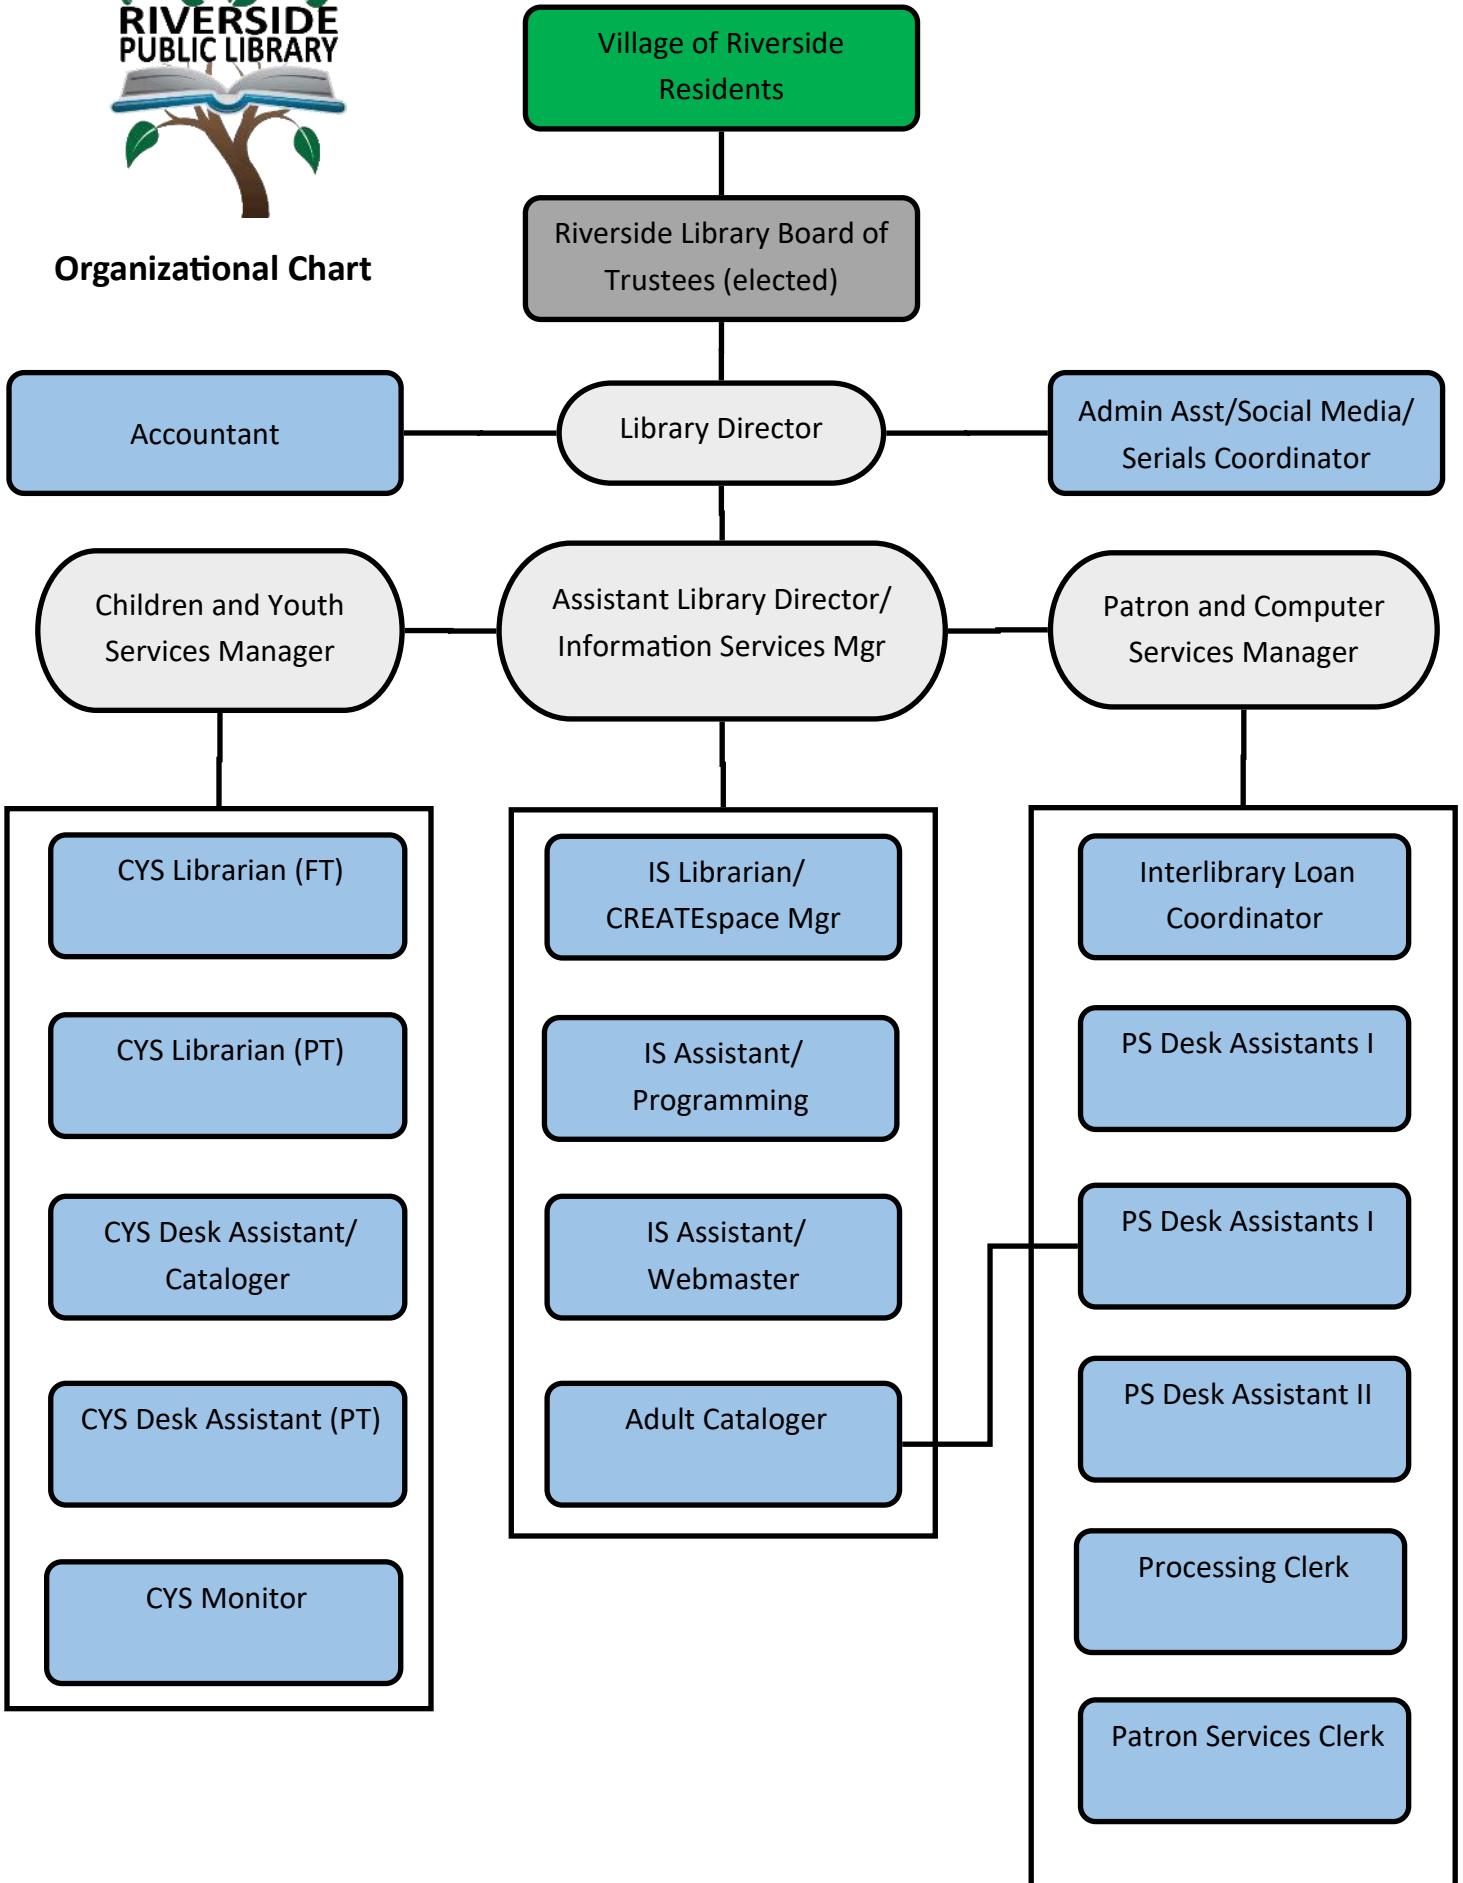 RIVERSIDE
PUBLIC LIBRARY
Organizational Chart
Village of Riverside
Residents
Riverside Library Board of
Trustees (elected)
Accountant
Library Director
Admin Asst/Social Media/
Serials Coordinator
Children and Youth
Services Manager
Assistant Library Director/
Information Services Mgr
Patron and Computer
Services Manager
CYS Librarian (FT)
CYS Librarian (PT)
CYS Desk Assistant/
Cataloger
CYS Desk Assistant (PT)
CYS Monitor
IS Librarian/
CREATEspace Mgr
IS Assistant/
Programming
IS Assistant/
Webmaster
Adult Cataloger
Interlibrary Loan
Coordinator
PS Desk Assistants I
PS Desk Assistants I
PS Desk Assistant II
Processing Clerk
Patron Services Clerk